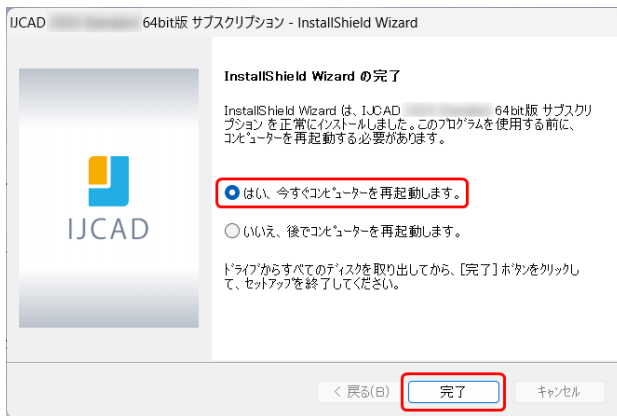 IJCAD 64bit版 サブスクリプション - InstallShield Wizard
InstallShield Wizard の完了
InstallShield Wizard は、IJCAD 64bit版 サブスクリ
プション を正常にインストールしました。このプログラムを使用する前に、
コンピューターを再起動する必要があります。
はい、今すぐコンピューターを再起動します。
IJCAD
いいえ、後でコンピューターを再起動します。
ドライブからすべてのディスクを取り出してから、[完了] ボタンをクリックし
て、セットアップを終了してください。
< 戻る(B)
完了
キャンセル